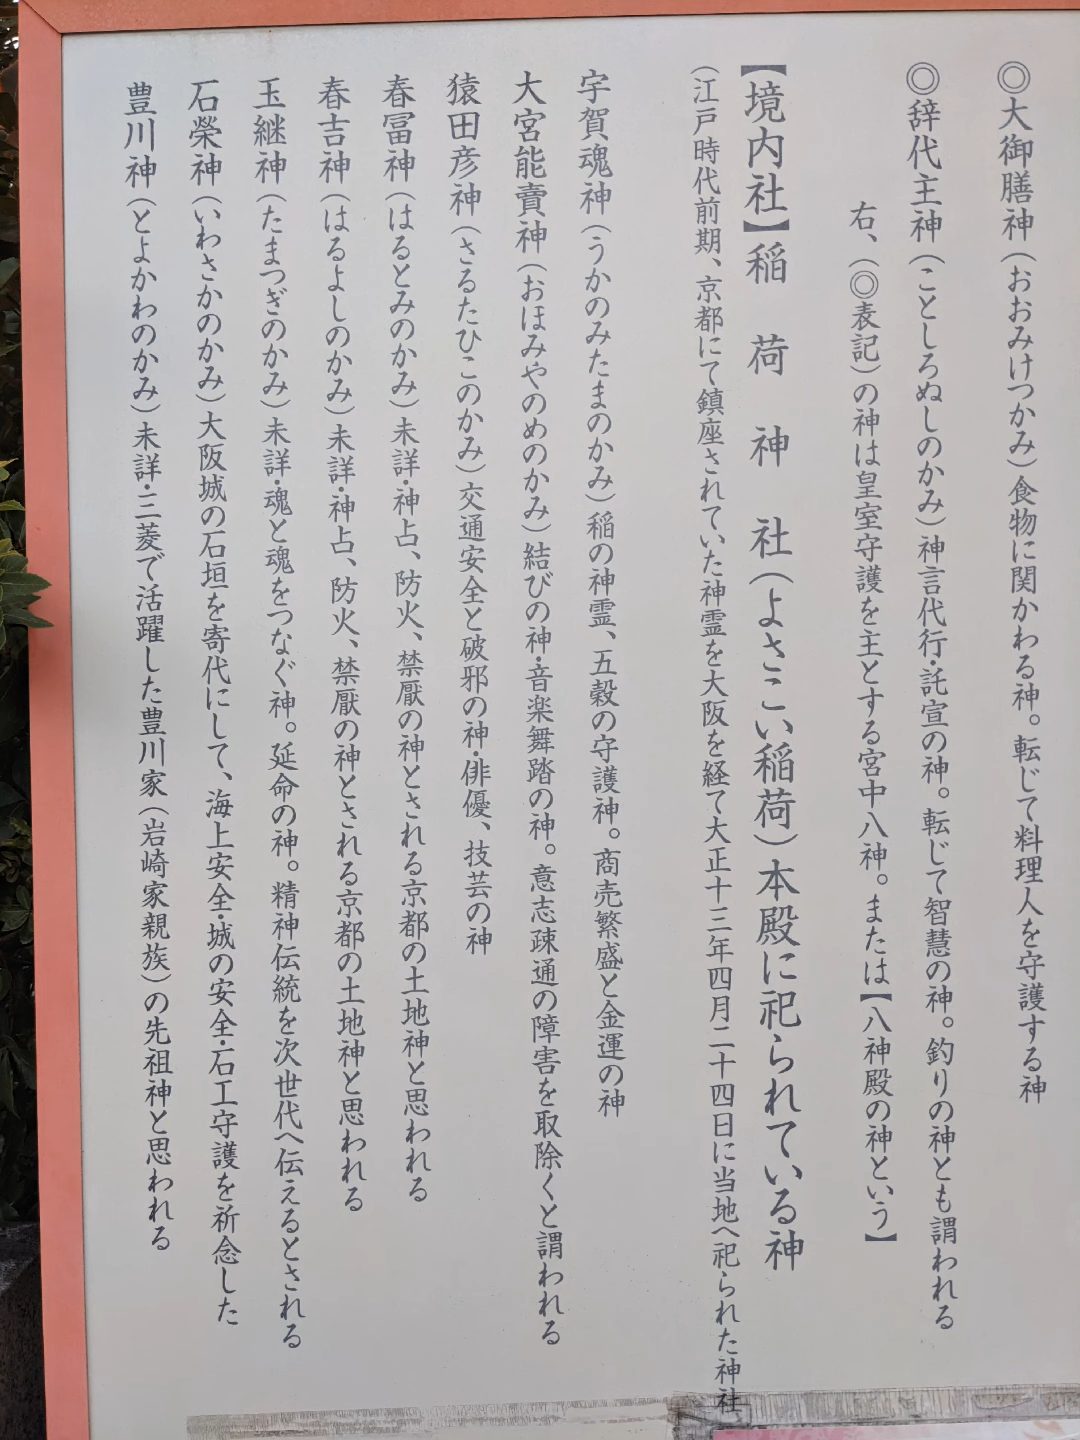 ◎大御膳神（おおみけつかみ）食物に関かわる神。転じて料理人を守護する神
◎辞代主神（ことしろぬしのかみ）神言代行・託宣の神。転じて智慧の神。釣りの神とも謂われる
右、（◎表記）の神は皇室守護を主とする宮中八神。または【八神殿の神という】
【境内社】稲荷神社（よさこい稲荷）本殿に祀られている神
（江戸時代前期、京都にて鎮座されていた神霊を大阪を経て大正十三年四月二十四日に当地へ祀られた神社
宇賀魂神（うかのみたまのかみ）稲の神霊、五穀の守護神。商売繁盛と金運の神
大宮能賣神（おほみやのめのかみ）結びの神・音楽舞踏の神。意志疎通の障害を取除くと謂われる
猿田彦神（さるたひこのかみ）交通安全と破邪の神・俳優、技芸の神
春冨神（はるとみのかみ）未詳・神占、防火、禁厭の神とされる京都の土地神と思われる
春吉神（はるよしのかみ）未詳・神占、防火、禁厭の神とされる京都の土地神と思われる
玉継神（たまつぎのかみ）未詳・魂と魂をつなぐ神。延命の神。精神伝統を次世代へ伝えるとされる
石榮神（いわさかのかみ）大阪城の石垣を寄代にして、海上安全・城の安全・石工守護を祈念した
豊川神（とよかわのかみ）未詳・三菱で活躍した豊川家（岩崎家親族）の先祖神と思われる